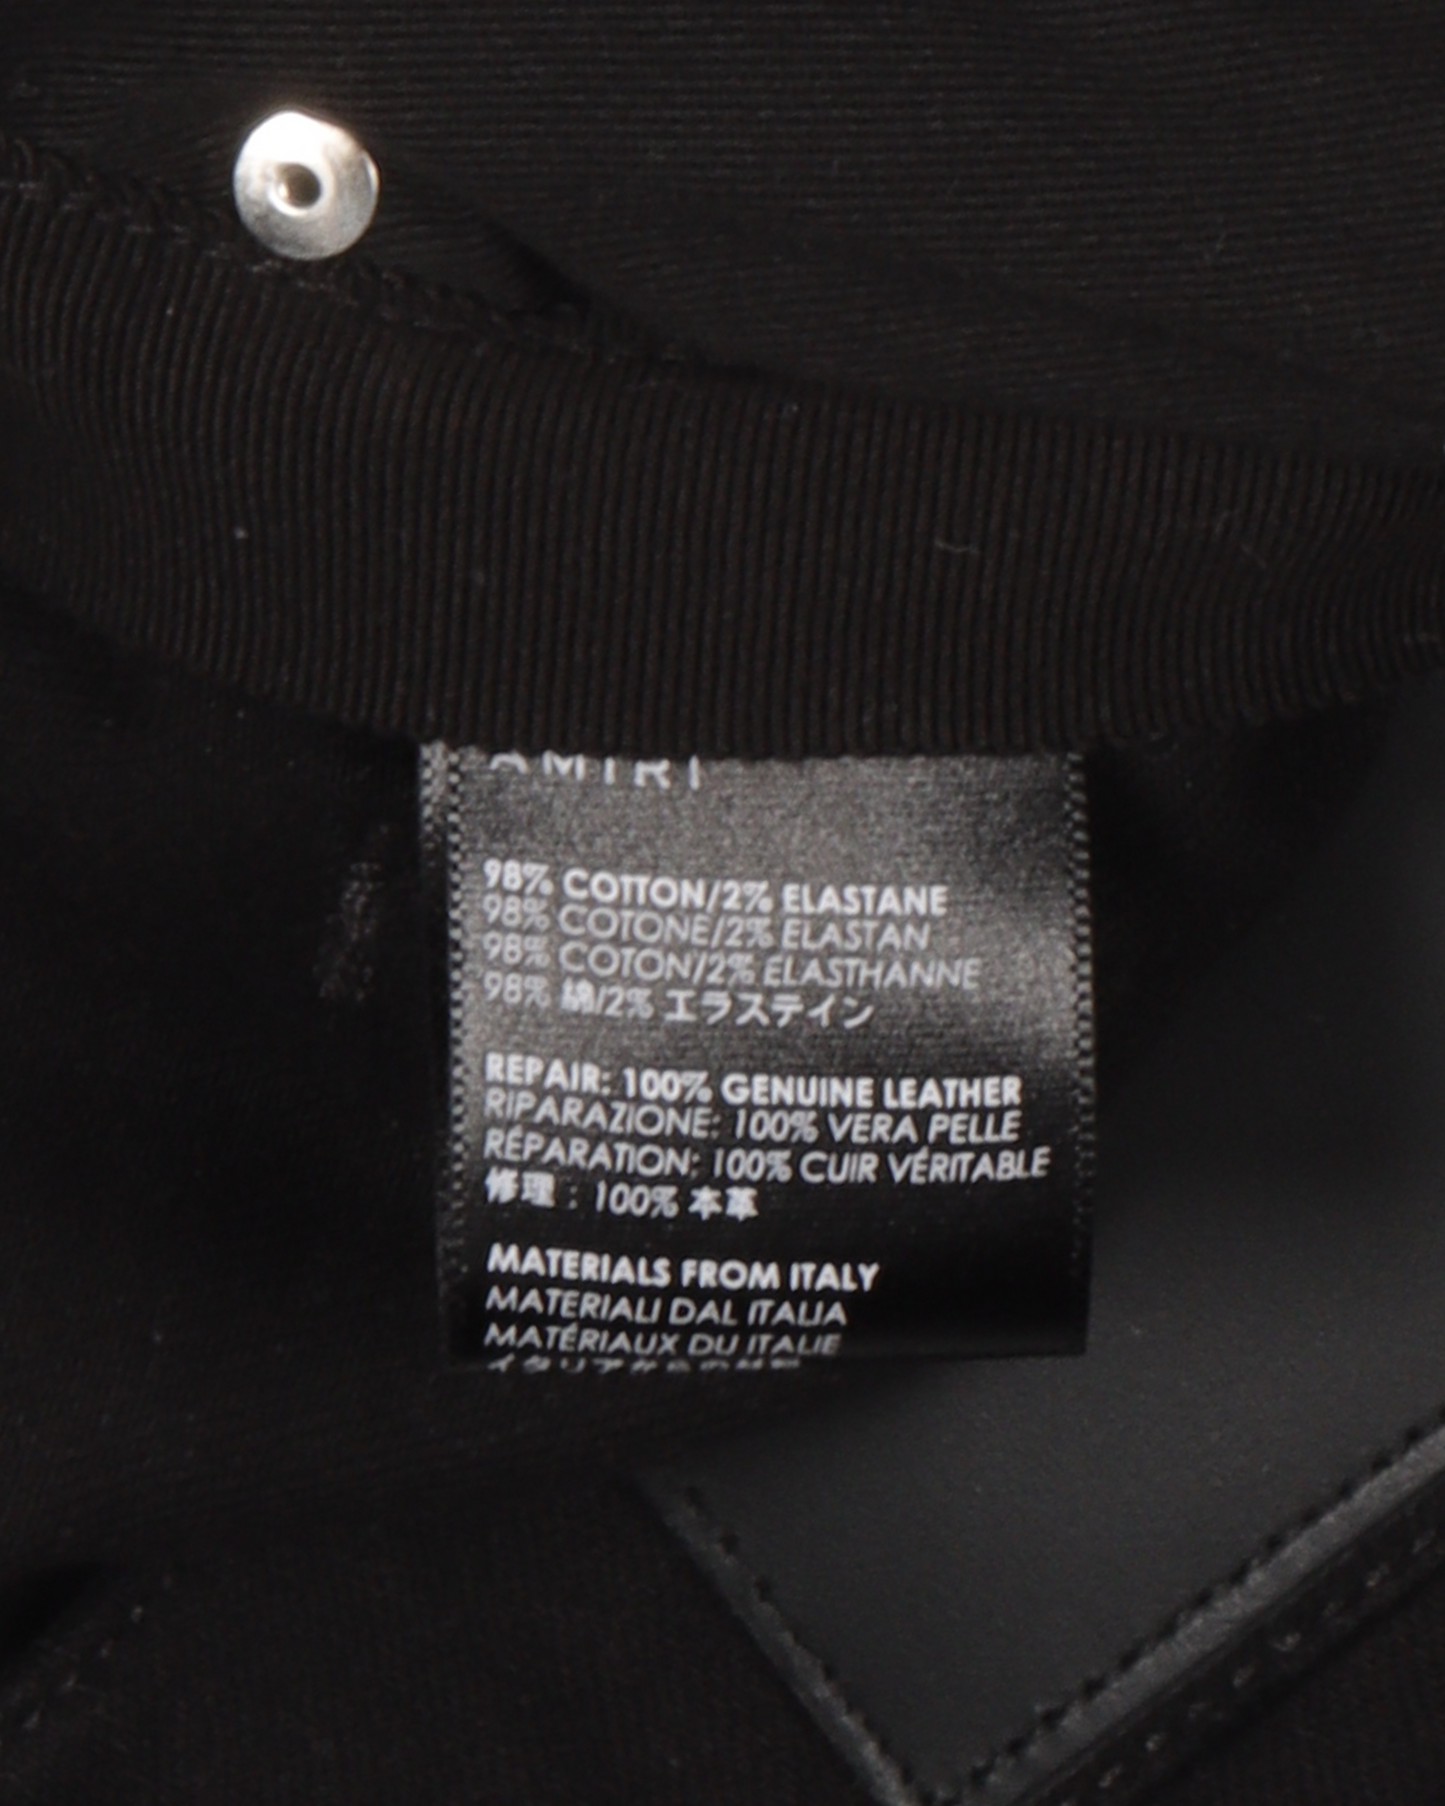 AMIRI
98% COTTON/2% ELASTANE
98% COTONE/2% ELASTAN
98% COTON/2% ELASTHANNE
98% 綿/2% エラステイン
REPAIR: 100% GENUINE LEATHER
RIPARAZIONE: 100% VERA PELLE
RÉPARATION: 100% CUIR VÉRITABLE
修理 : 100% 本革
MATERIALS FROM ITALY
MATERIALI DAL ITALIA
MATÉRIAUX DU ITALIE